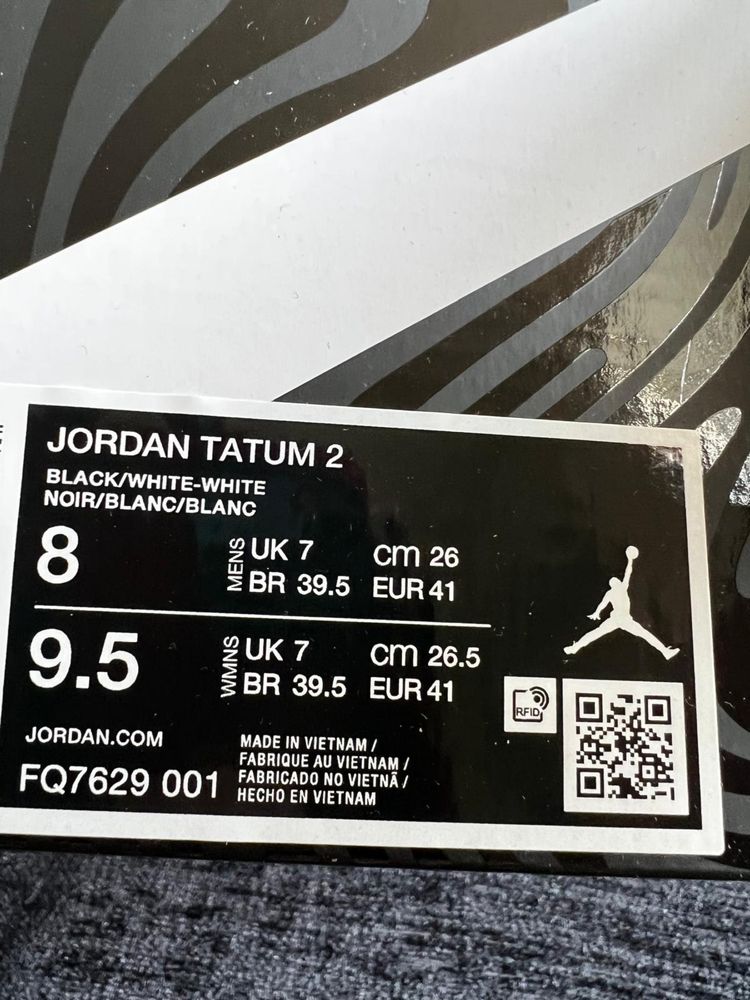 JORDAN TATUM 2
BLACK/WHITE-WHITE
NOIR/BLANC/BLANC
8
MENS
UK 7 cm 26
BR 39.5 EUR 41
9.5
WMNS
UK 7 cm 26.5
BR 39.5 EUR 41
RFID
JORDAN.COM
FQ7629 001
MADE IN VIETNAM /
FABRIQUE AU VIETNAM /
FABRICADO NO VIETNÃ /
HECHO EN VIETNAM